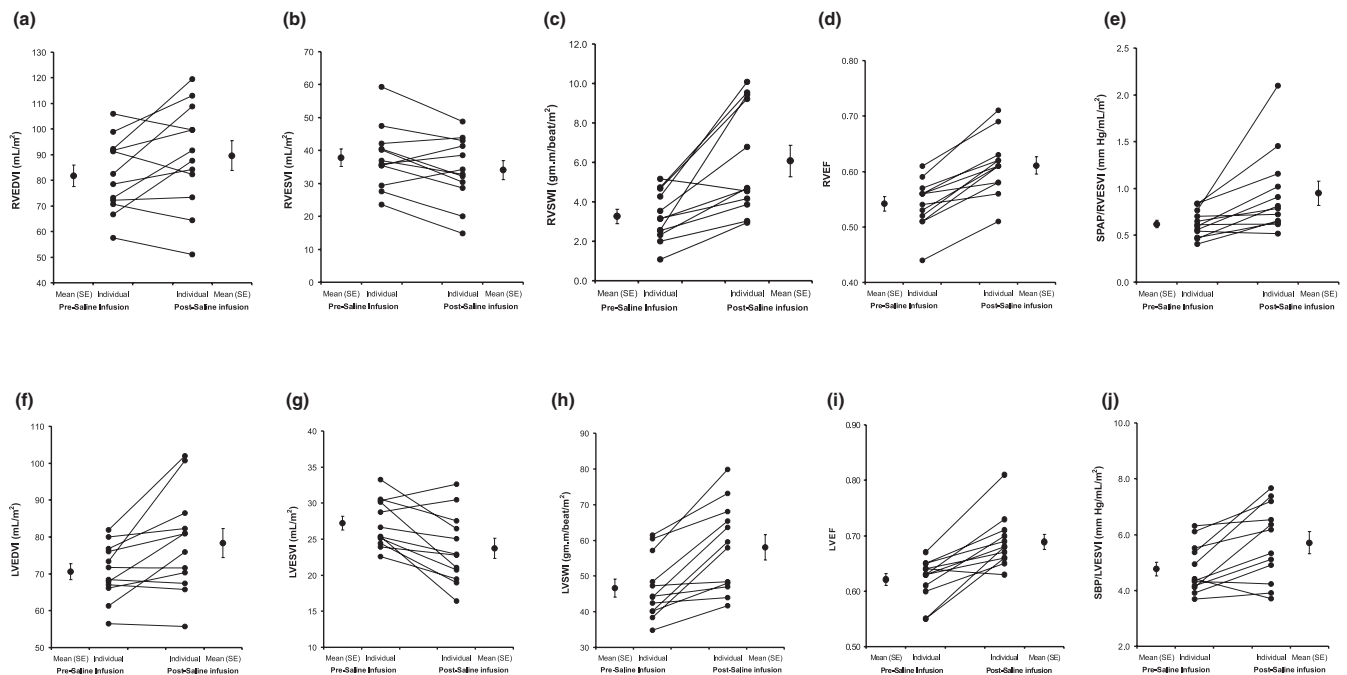 (a)
RVEDVI (mL/m²)
130
120
110
100
90
80
70
60
50
40
Mean (SE) Individual Individual Mean (SE)
Pre-Saline Infusion Post-Saline infusion
(b)
RVESVI (mL/m²)
70
60
50
40
30
20
10
0
Mean (SE) Individual Individual Mean (SE)
Pre-Saline Infusion Post-Saline infusion
(c)
RVSWI (gm.m/beat/m²)
12.0
10.0
8.0
6.0
4.0
2.0
0.0
Mean (SE) Individual Individual Mean (SE)
Pre-Saline Infusion Post-Saline infusion
(d)
RVEF
0.80
0.70
0.60
0.50
0.40
Mean (SE) Individual Individual Mean (SE)
Pre-Saline Infusion Post-Saline infusion
(e)
SPAP/RVESVI (mm Hg/mL/m²)
2.5
2.0
1.5
1.0
0.5
0.0
Mean (SE) Individual Individual Mean (SE)
Pre-Saline Infusion Post-Saline infusion
(f)
LVEDVI (mL/m²)
110
100
90
80
70
60
50
Mean (SE) Individual Individual Mean (SE)
Pre-Saline Infusion Post-Saline infusion
(g)
LVESVI (mL/m²)
40
35
30
25
20
15
10
Mean (SE) Individual Individual Mean (SE)
Pre-Saline Infusion Post-Saline infusion
(h)
LVSWI (gm.m/beat/m²)
90
80
70
60
50
40
30
Mean (SE) Individual Individual Mean (SE)
Pre-Saline Infusion Post-Saline infusion
(i)
LVEF
0.90
0.80
0.70
0.60
0.50
Mean (SE) Individual Individual Mean (SE)
Pre-Saline Infusion Post-Saline infusion
(j)
SBP/LVESVI (mm Hg/mL/m²)
10.0
8.0
6.0
4.0
2.0
Mean (SE) Individual Individual Mean (SE)
Pre-Saline Infusion Post-Saline infusion